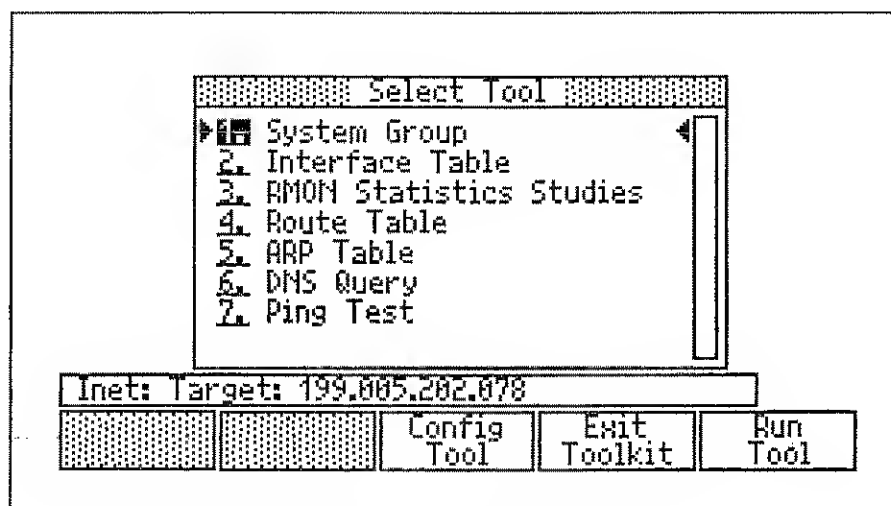 Select Tool
1. System Group
2. Interface Table
3. RMON Statistics Studies
4. Route Table
5. ARP Table
6. DNS Query
7. Ping Test
Inet: Target: 199.005.202.078
Config Tool
Exit Toolkit
Run Tool